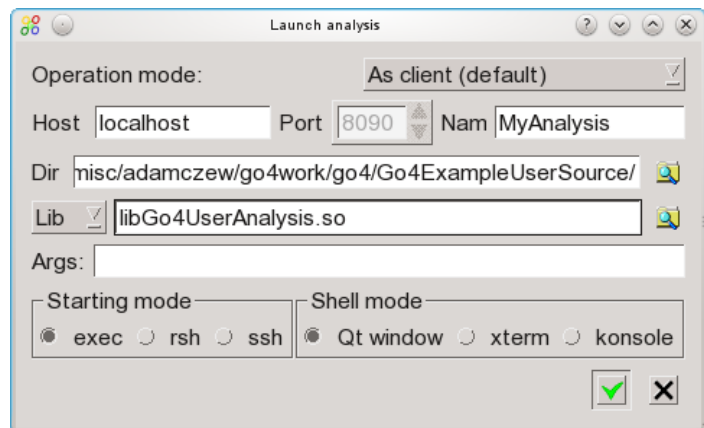 Launch analysis
Operation mode: As client (default)
Host localhost Port 8090 Nam MyAnalysis
Dir misc/adamczew/go4work/go4/Go4ExampleUserSource/
Lib libGo4UserAnalysis.so
Args:
Starting mode Shell mode
exec rsh ssh Qt window xterm konsole